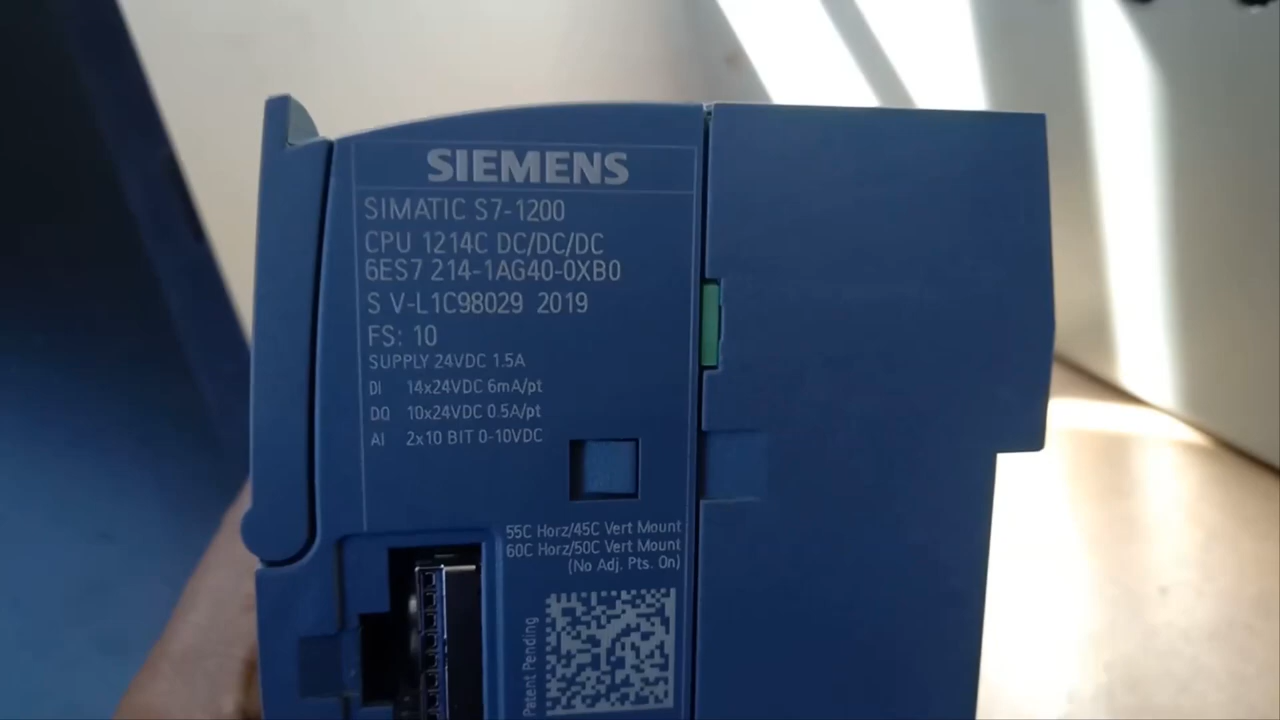 SIEMENS
SIMATIC S7-1200
CPU 1214C DC/DC/DC
6ES7 214-1AG40-0XB0
S V-L1C98029 2019
FS: 10
SUPPLY 24VDC 1.5A
DI 14x24VDC 6mA/pt
DQ 10x24VDC 0.5A/pt
AI 2x10 BIT 0-10VDC
55C Horz/45C Vert Mount
60C Horz/50C Vert Mount
(No Adj. Pts. On)
Patent Pending